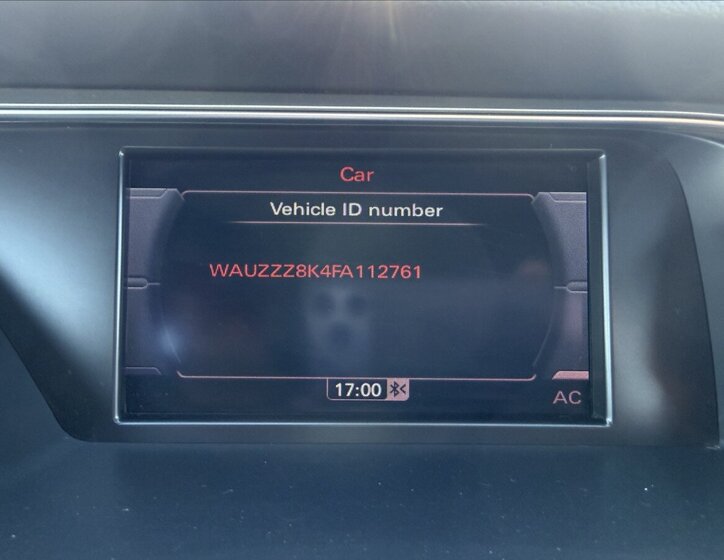 Car
Vehicle ID number
WAUZZZ8K4FA112761
17:00
AC